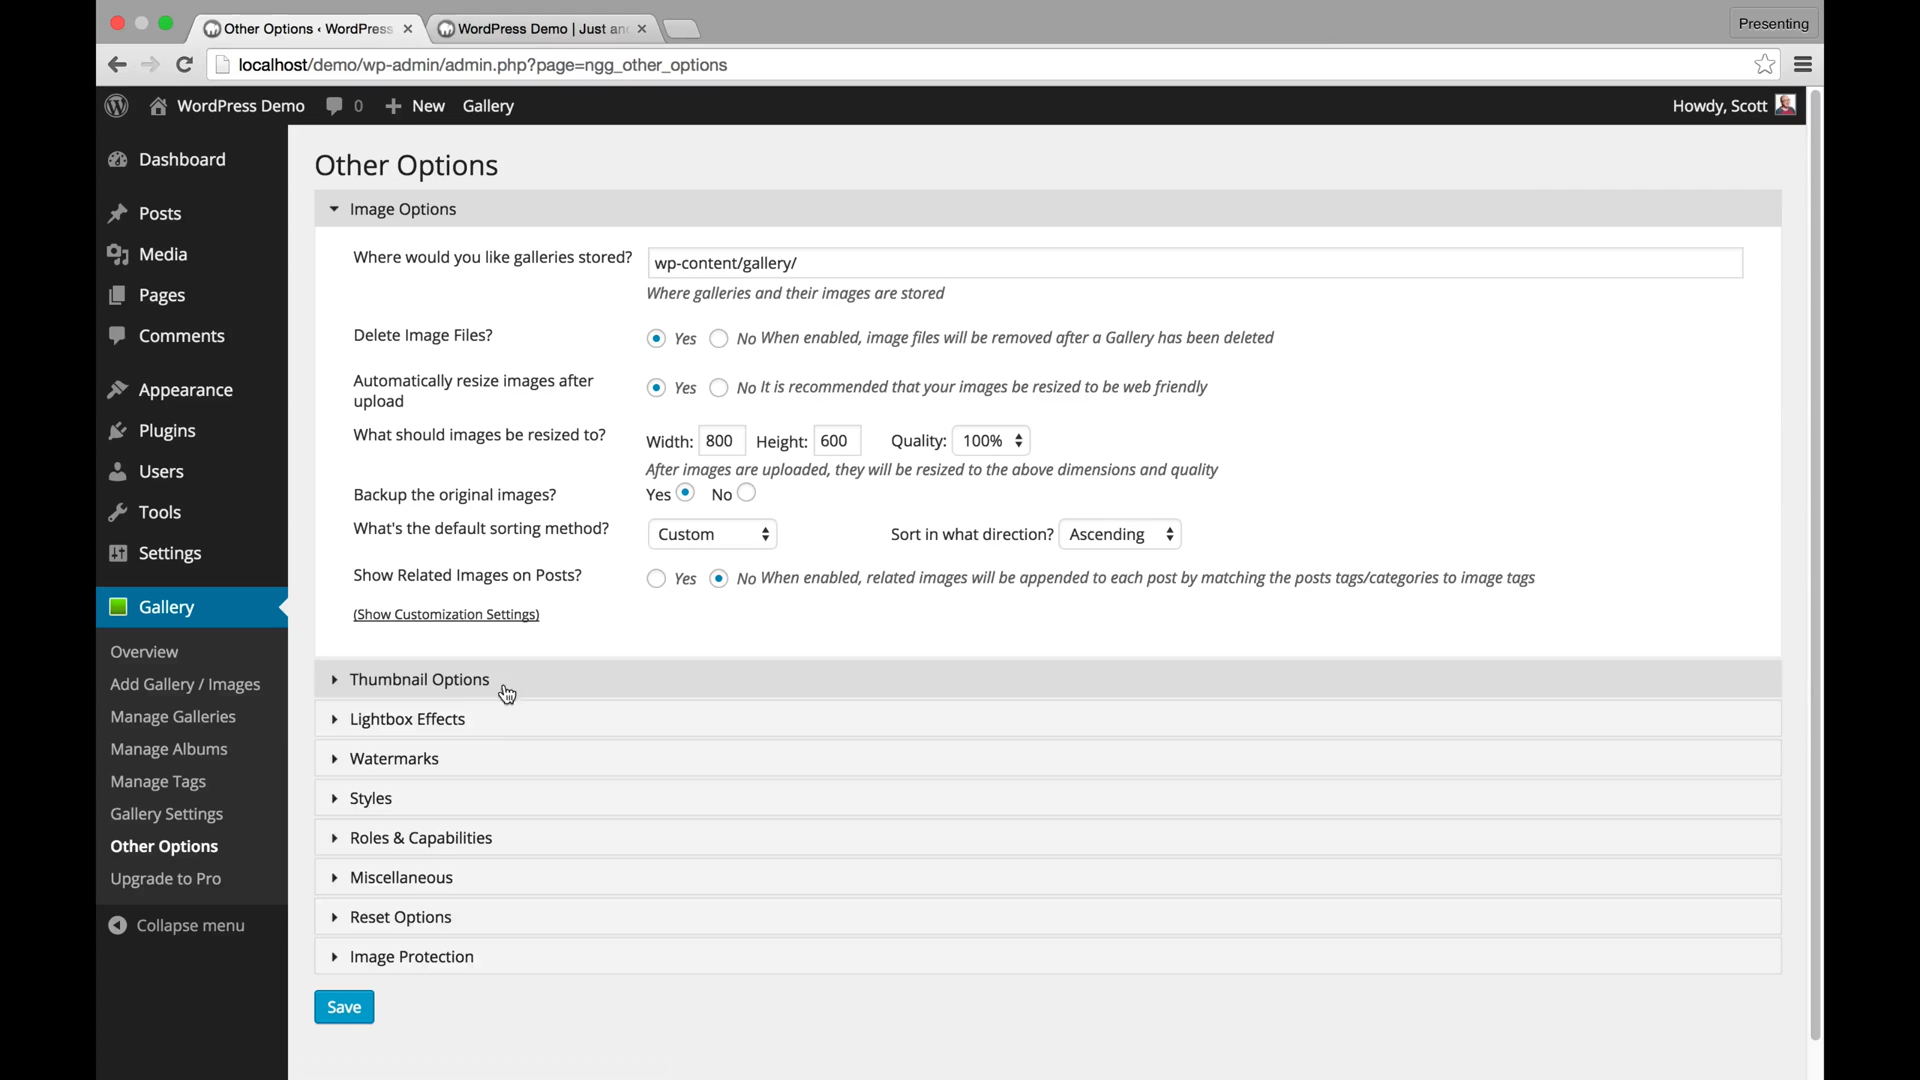 Other Options ‹ WordPress
WordPress Demo | Just an
Presenting
localhost/demo/wp-admin/admin.php?page=ngg_other_options
WordPress Demo 0 New Gallery
Howdy, Scott
Dashboard
Posts
Media
Pages
Comments
Appearance
Plugins
Users
Tools
Settings
Gallery
Overview
Add Gallery / Images
Manage Galleries
Manage Albums
Manage Tags
Gallery Settings
Other Options
Upgrade to Pro
Collapse menu
Other Options
Image Options
Where would you like galleries stored? wp-content/gallery/
Where galleries and their images are stored
Delete Image Files? Yes No When enabled, image files will be removed after a Gallery has been deleted
Automatically resize images after
upload
Yes No It is recommended that your images be resized to be web friendly
What should images be resized to? Width: 800 Height: 600 Quality: 100%
After images are uploaded, they will be resized to the above dimensions and quality
Backup the original images? Yes No
What's the default sorting method? Custom Sort in what direction? Ascending
Show Related Images on Posts? Yes No When enabled, related images will be appended to each post by matching the posts tags/categories to image tags
(Show Customization Settings)
Thumbnail Options
Lightbox Effects
Watermarks
Styles
Roles & Capabilities
Miscellaneous
Reset Options
Image Protection
Save